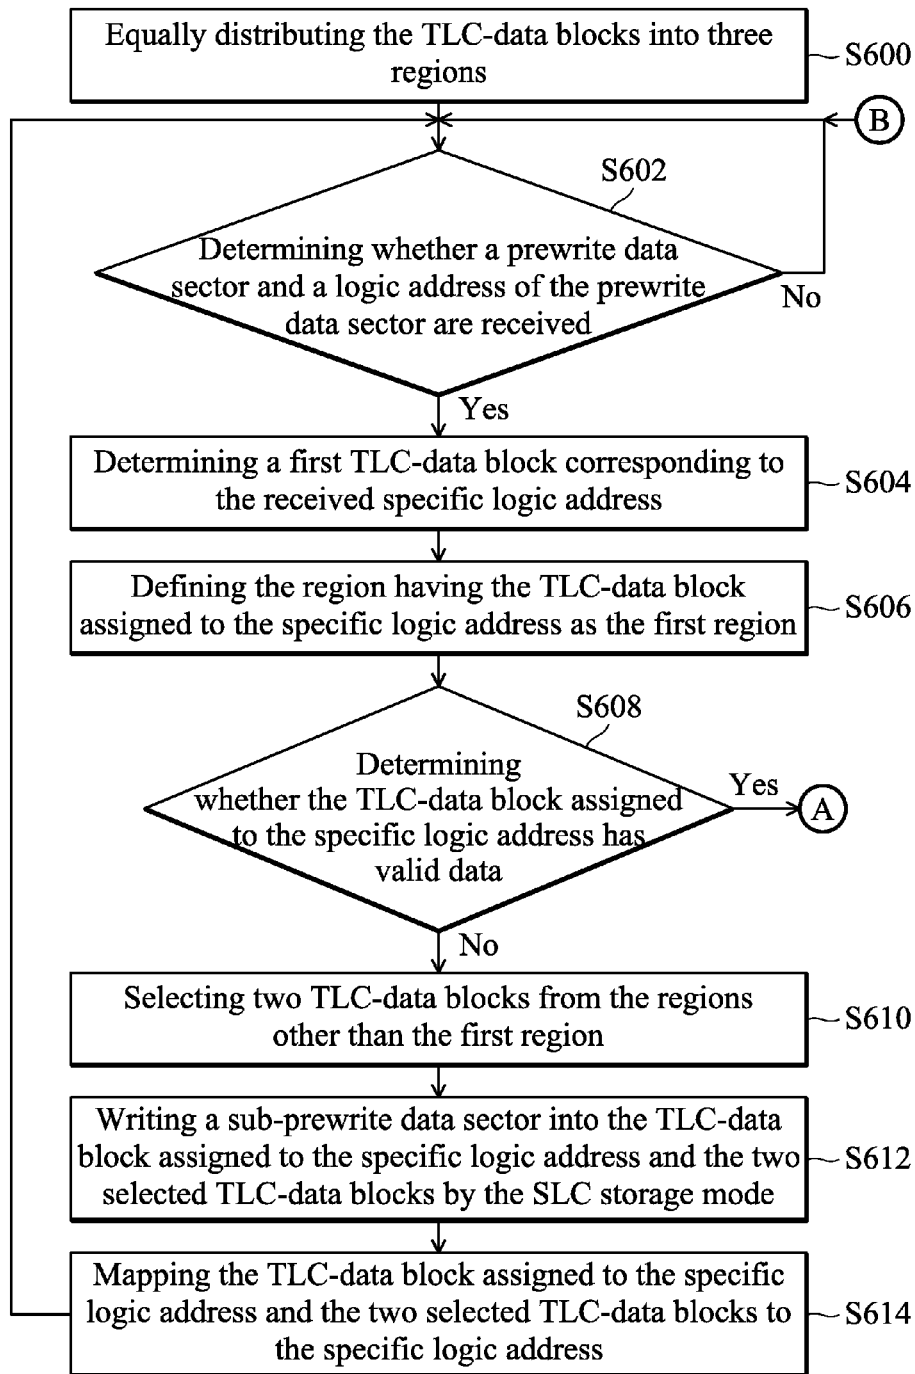 Equally distributing the TLC-data blocks into three
regions
S600
B
S602
Determining whether a prewrite data
sector and a logic address of the prewrite
data sector are received
No
Yes
Determining a first TLC-data block corresponding to
the received specific logic address
S604
Defining the region having the TLC-data block
assigned to the specific logic address as the first region
S606
S608
Determining
whether the TLC-data block assigned
to the specific logic address has
valid data
Yes
A
No
Selecting two TLC-data blocks from the regions
other than the first region
S610
Writing a sub-prewrite data sector into the TLC-data
block assigned to the specific logic address and the two
selected TLC-data blocks by the SLC storage mode
S612
Mapping the TLC-data block assigned to the specific
logic address and the two selected TLC-data blocks to
the specific logic address
S614